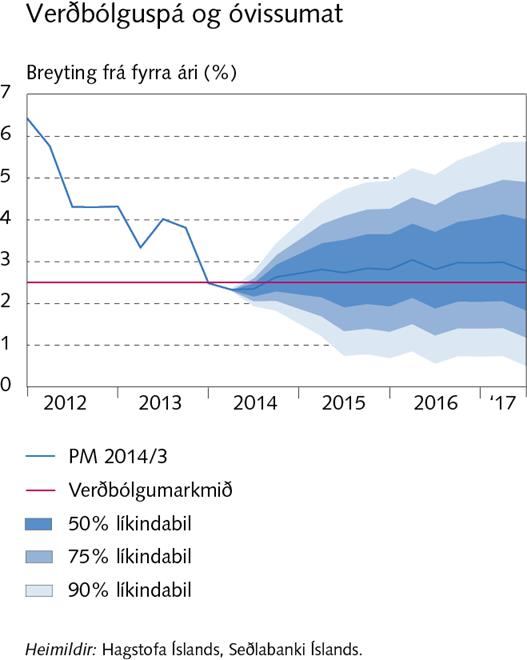 Verðbólguspá og óvissumat
Breyting frá fyrra ári (%)
7
6
5
4
3
2
1
0
2012 2013 2014 2015 2016 '17
PM 2014/3
Verðbólgumarkmið
50% líkindabil
75% líkindabil
90% líkindabil
Heimildir: Hagstofa Íslands, Seðlabanki Íslands.